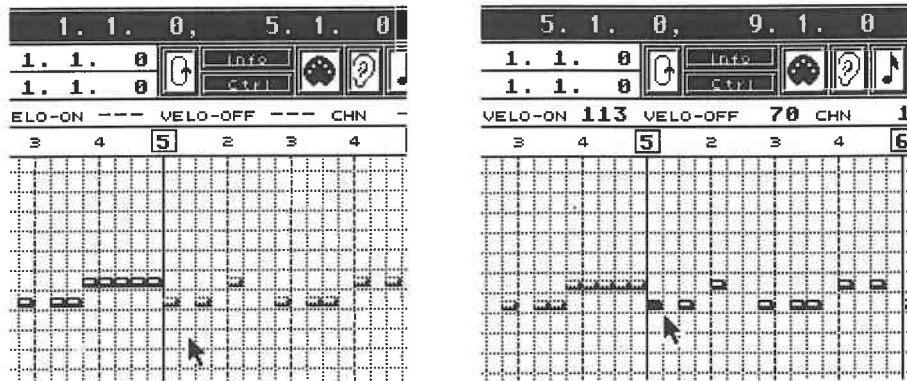 1. 1. 0, 5. 1. 0
1. 1. 0
Info
1. 1. 0
Ctrl
ELO-ON --- VELO-OFF --- CHN -
3 4 5 2 3 4
5. 1. 0, 9. 1. 0
1. 1. 0
Info
1. 1. 0
Ctrl
VELO-ON 113 VELO-OFF 70 CHN 1
3 4 5 2 3 4 6